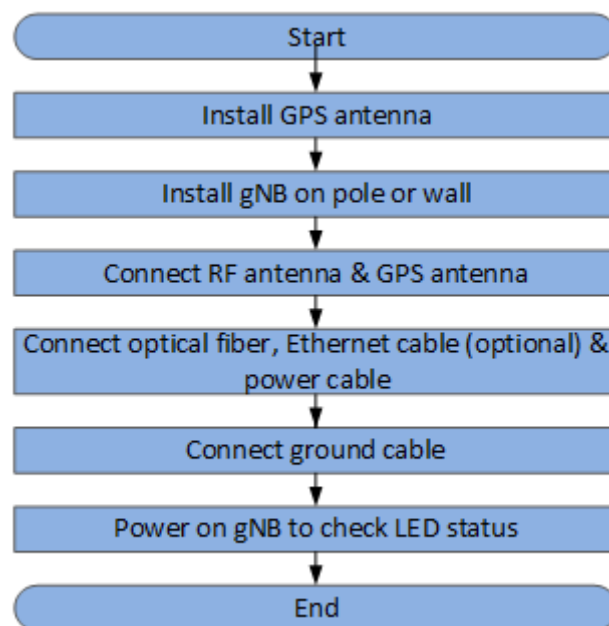 Start
Install GPS antenna
Install gNB on pole or wall
Connect RF antenna & GPS antenna
Connect optical fiber, Ethernet cable (optional) &
power cable
Connect ground cable
Power on gNB to check LED status
End